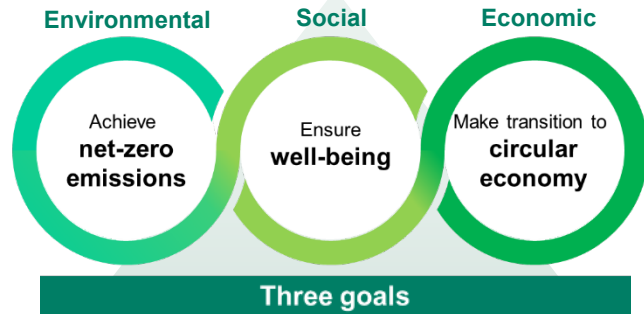 Environmental
Social
Economic
Achieve
net-zero
emissions
Ensure
well-being
Make transition to
circular
economy
Three goals